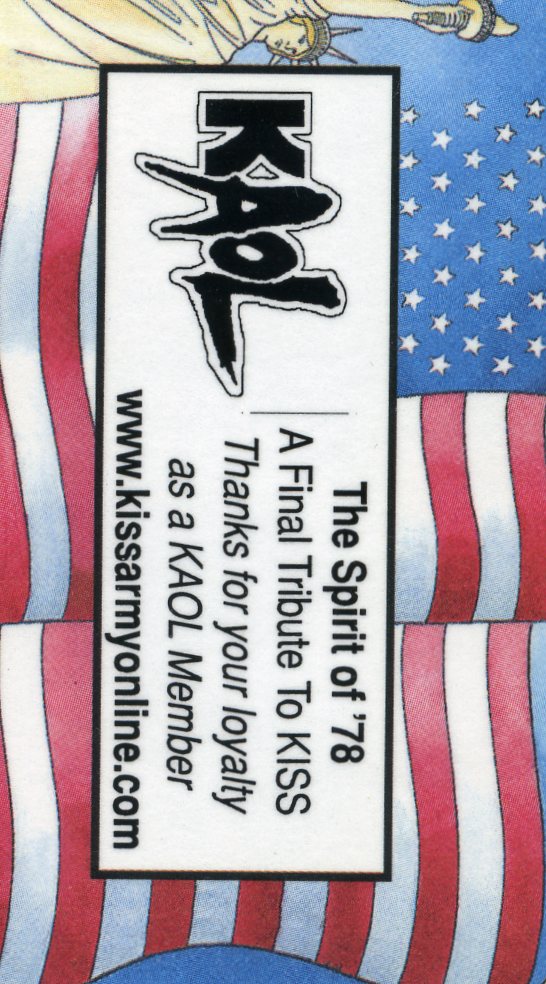 KAOL
The Spirit of '78
A Final Tribute To KISS
Thanks for your loyalty
as a KAOL Member
www.kissarmyonline.com